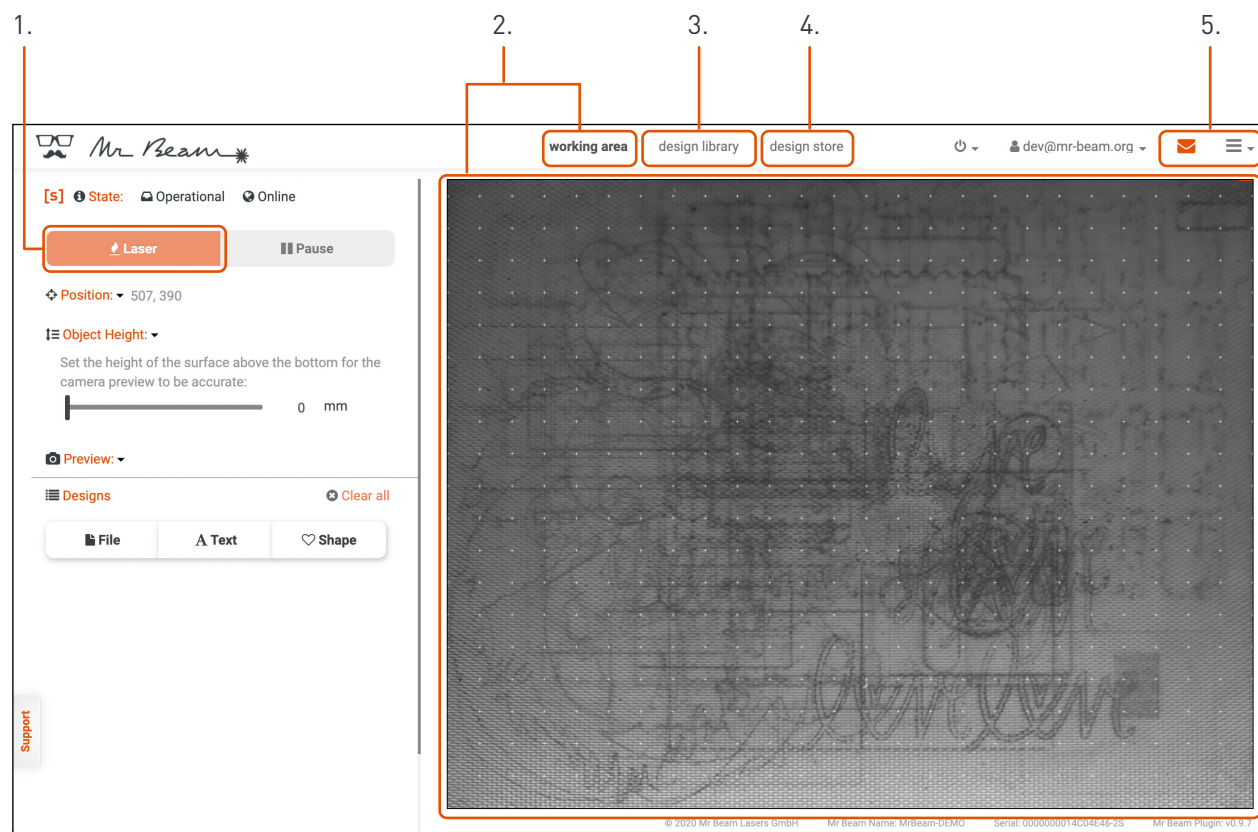 1. 2. 3. 4. 5.
Mr Beam working area design library design store dev@mr-beam.org
[s] State: Operational Online
Laser Pause
Position: 507, 390
Object Height:
Set the height of the surface above the bottom for the
camera preview to be accurate:
0 mm
Preview:
Designs Clear all
File Text Shape
Support
© 2020 Mr Beam Lasers GmbH Mr Beam Name: MrBeam-DEMO Serial: 0000000014C04E46-2S Mr Beam Plugin: v0.9.7